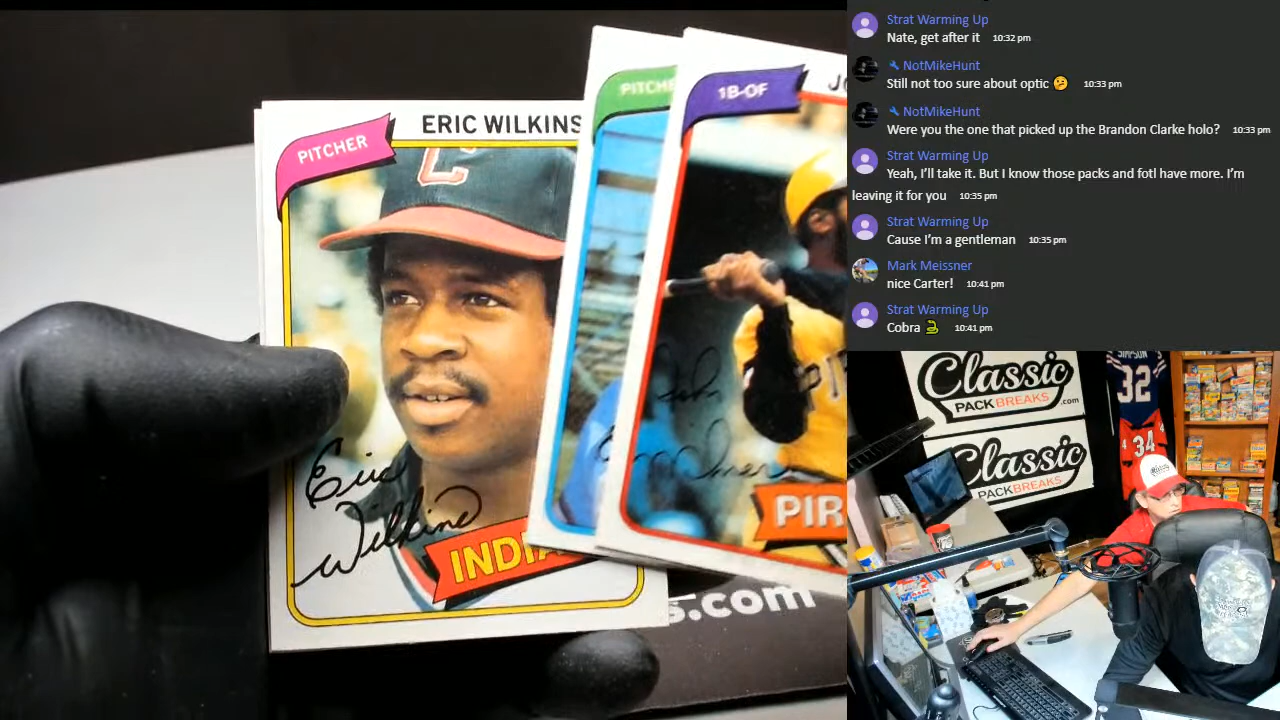 PITCHER
ERIC WILKINS
Eric
Wilkins
INDIA
PITCHE
1B-OF
JO
John
PIR
s.com
Strat Warming Up
Nate, get after it 10:32 pm
NotMikeHunt
Still not too sure about optic 🤔 10:33 pm
NotMikeHunt
Were you the one that picked up the Brandon Clarke holo? 10:33 pm
Strat Warming Up
Yeah, I'll take it. But I know those packs and fotl have more. I'm
leaving it for you 10:35 pm
Strat Warming Up
Cause I'm a gentleman 10:35 pm
Mark Meissner
nice Carter! 10:41 pm
Strat Warming Up
Cobra 🐍 10:41 pm
Classic
PACKBREAKS.com
Classic
PACKBREAKS
SIMPSON
32
34